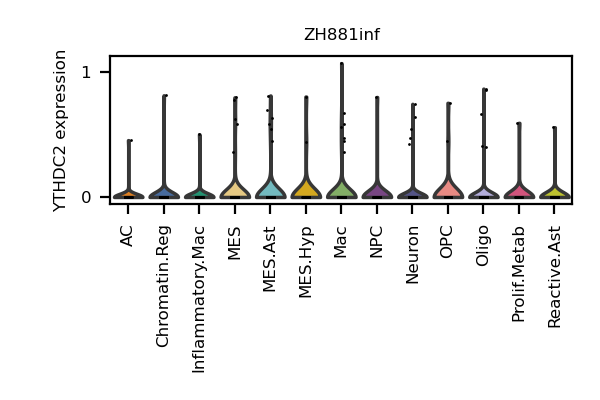 ZH881inf
YTHDC2 expression
1
0
AC
Chromatin.Reg
Inflammatory.Mac
MES
MES.Ast
MES.Hyp
Mac
NPC
Neuron
OPC
Oligo
Prolif.Metab
Reactive.Ast